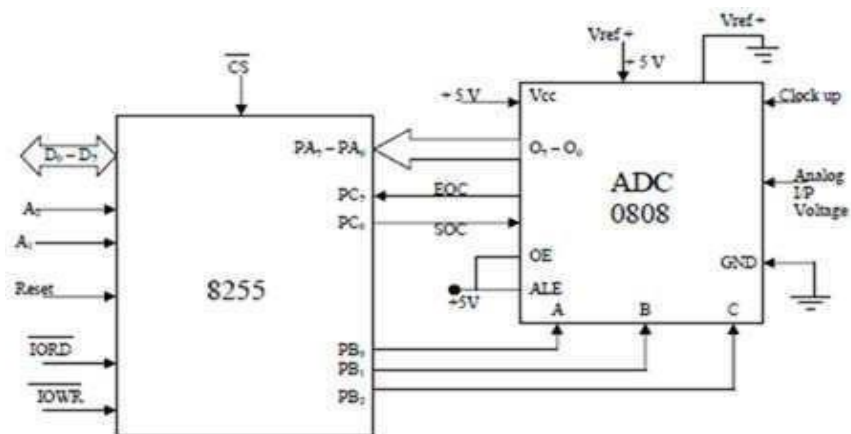 Vref +
Vref +
+ 5 V
CS
+ 5 V
Vcc
Clock up
D₀ – D₇
PA₇ – PA₀
O₇ – O₀
ADC
0808
Analog
I/P
Voltage
PC₇
EOC
A₀
PC₀
SOC
A₁
OE
GND
Reset
8255
ALE
+5V
A
B
C
IORD
PB₀
PB₁
IOWR
PB₂